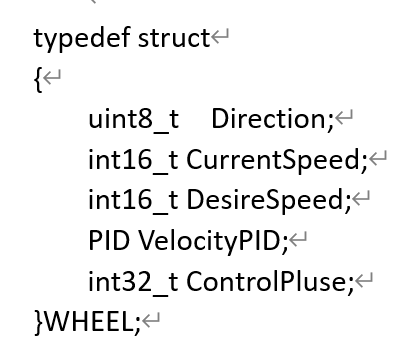 typedef struct↵
{↵
uint8_t    Direction;↵
int16_t CurrentSpeed;↵
int16_t DesireSpeed;↵
PID VelocityPID;↵
int32_t ControlPluse;↵
}WHEEL;↵